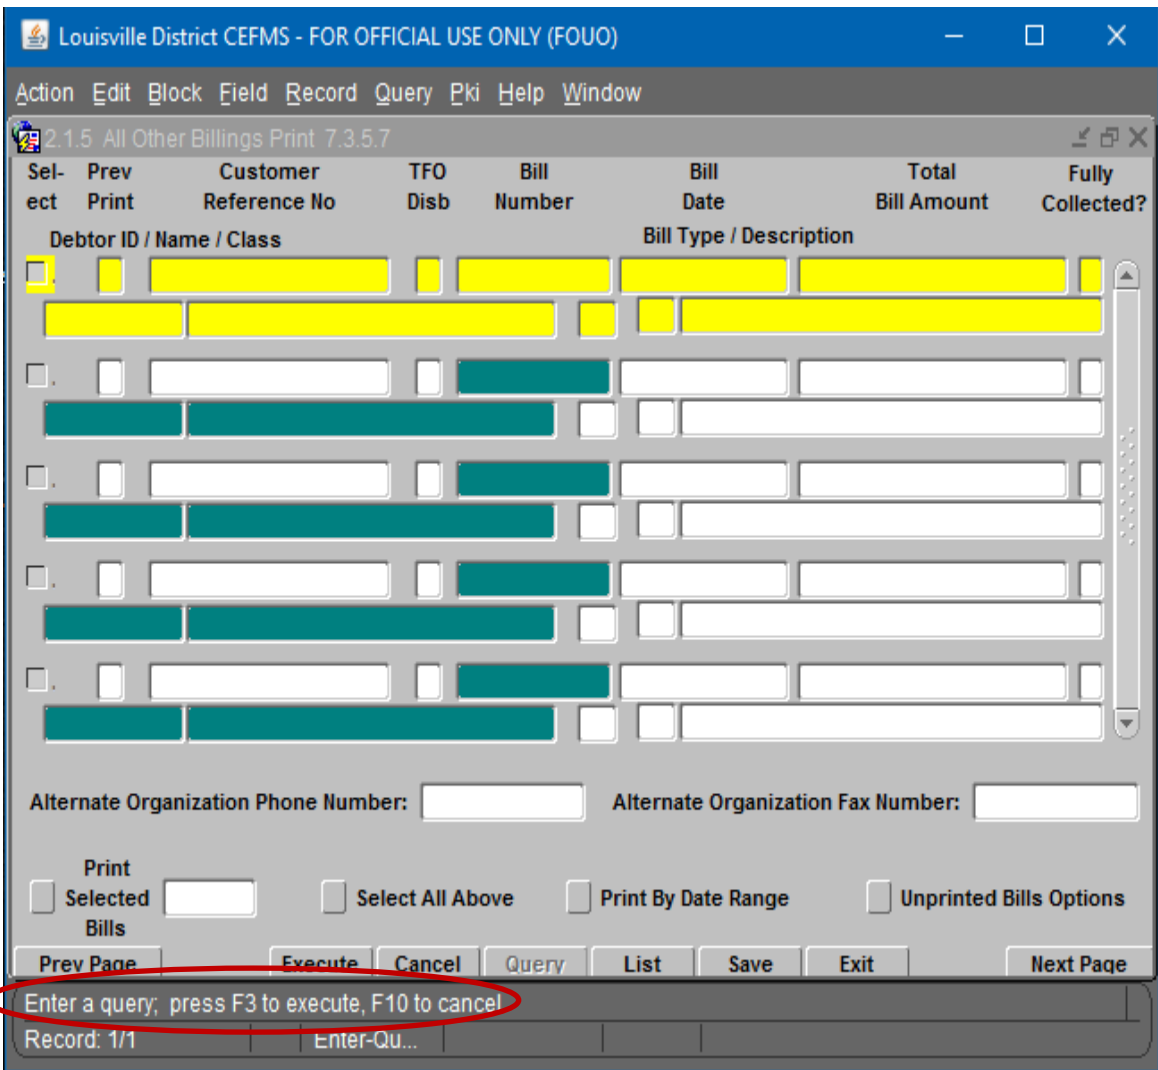 Louisville District CEFMS - FOR OFFICIAL USE ONLY (FOUO)
Action Edit Block Field Record Query Pki Help Window
2.1.5 All Other Billings Print 7.3.5.7
Sel- Prev Customer TFO Bill Bill Total Fully
ect Print Reference No Disb Number Date Bill Amount Collected?
Debtor ID / Name / Class Bill Type / Description
Alternate Organization Phone Number: Alternate Organization Fax Number:
Print
Selected Select All Above Print By Date Range Unprinted Bills Options
Bills
Prev Page Execute Cancel Query List Save Exit Next Page
Enter a query; press F3 to execute, F10 to cancel
Record: 1/1 Enter-Qu...